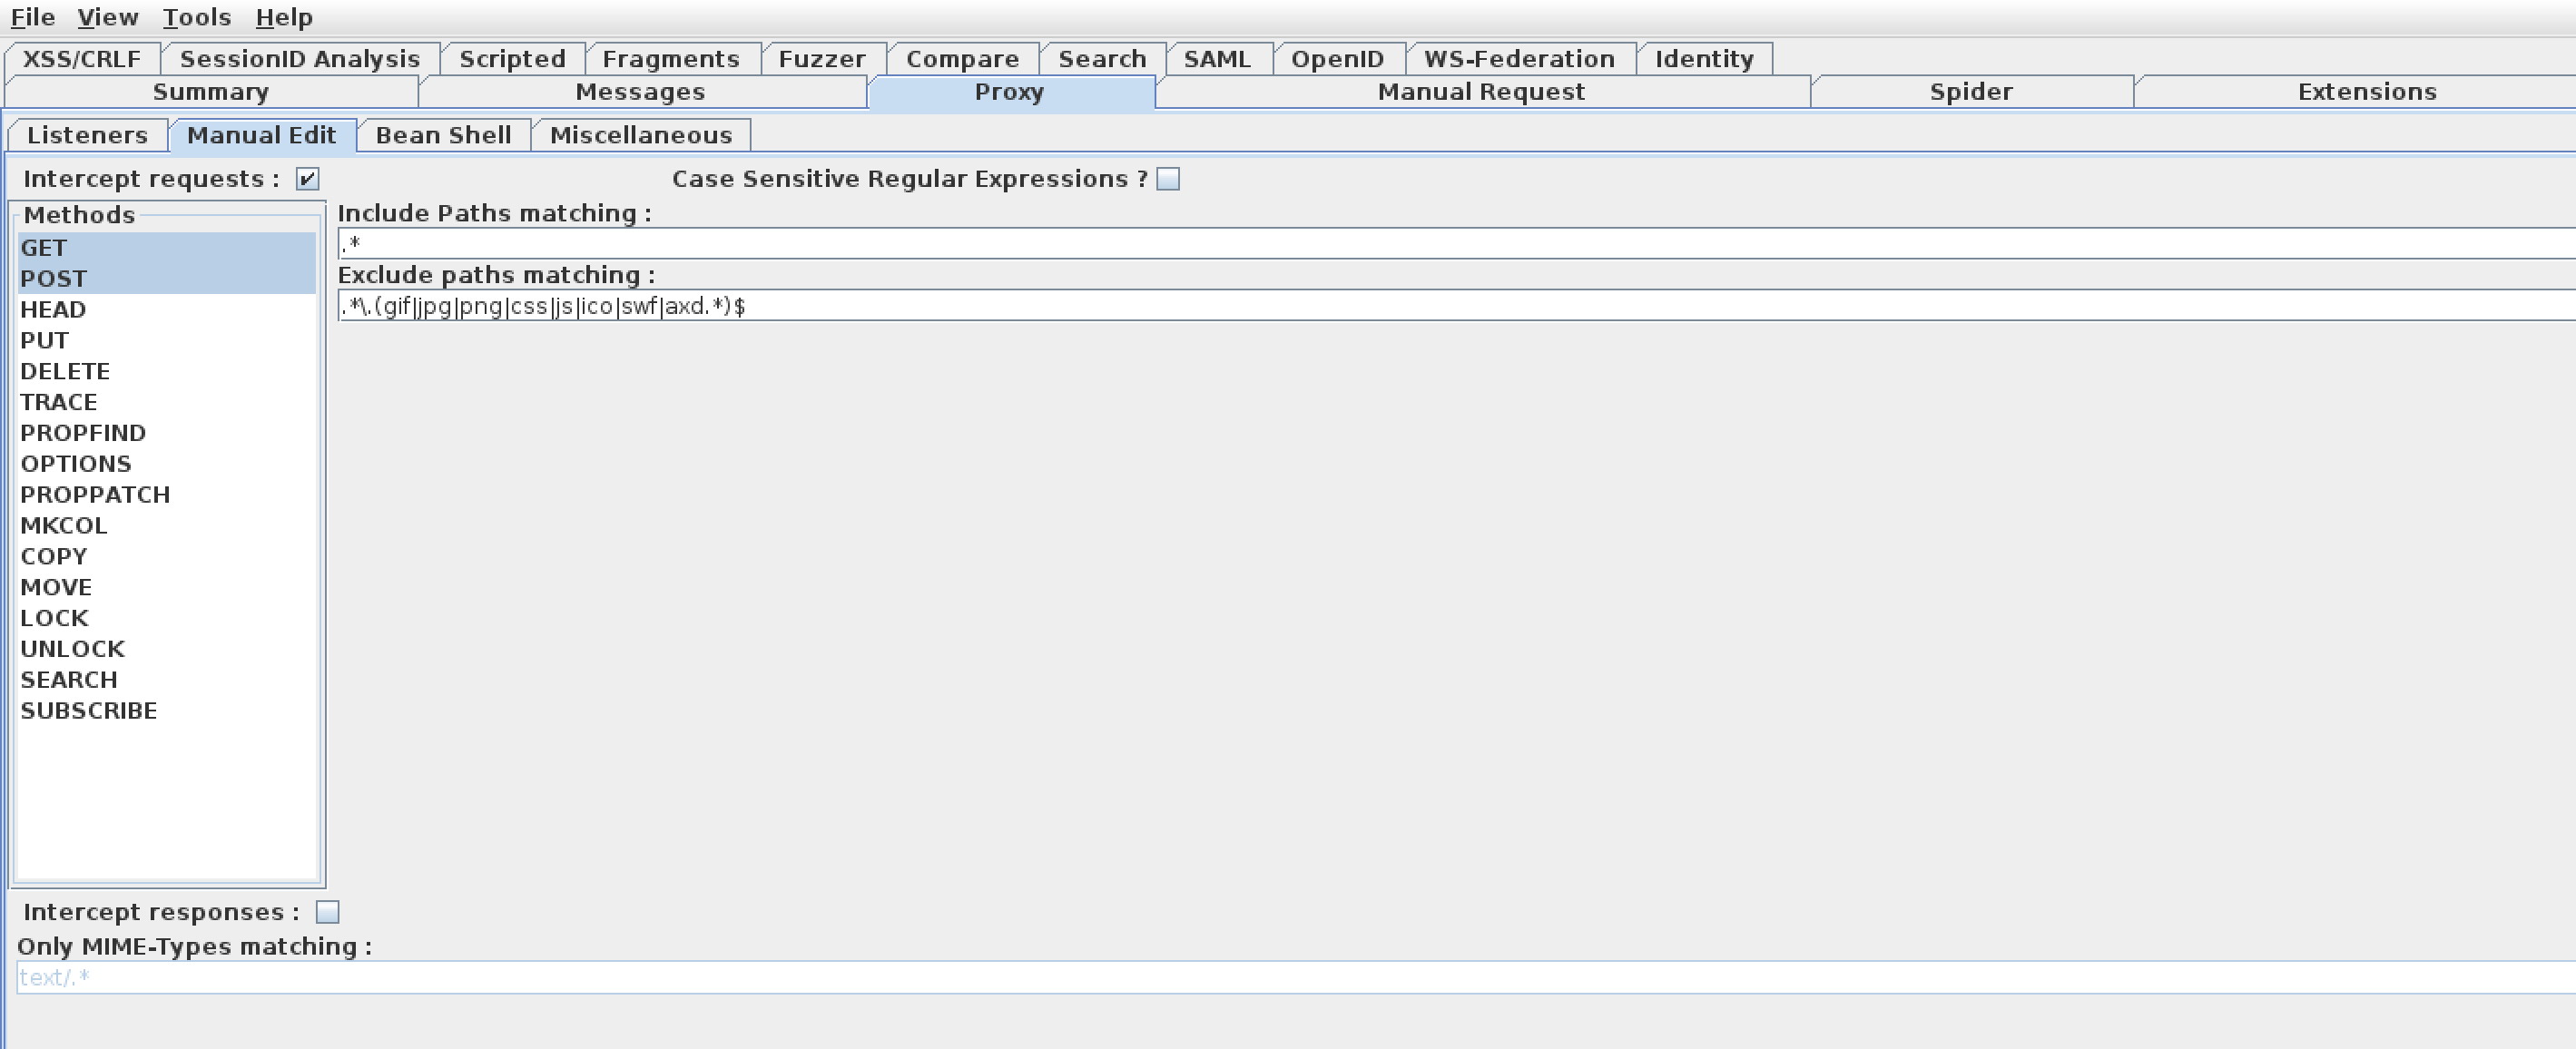 File View Tools Help
XSS/CRLF SessionID Analysis Scripted Fragments Fuzzer Compare Search SAML OpenID WS-Federation Identity
Summary Messages Proxy Manual Request Spider Extensions
Listeners Manual Edit Bean Shell Miscellaneous
Intercept requests : Case Sensitive Regular Expressions ?
Methods
GET
POST
HEAD
PUT
DELETE
TRACE
PROPFIND
OPTIONS
PROPPATCH
MKCOL
COPY
MOVE
LOCK
UNLOCK
SEARCH
SUBSCRIBE
Include Paths matching :
.*
Exclude paths matching :
.*\.(gif|jpg|png|css|js|ico|swf|axd.*)$
Intercept responses :
Only MIME-Types matching :
text/.*